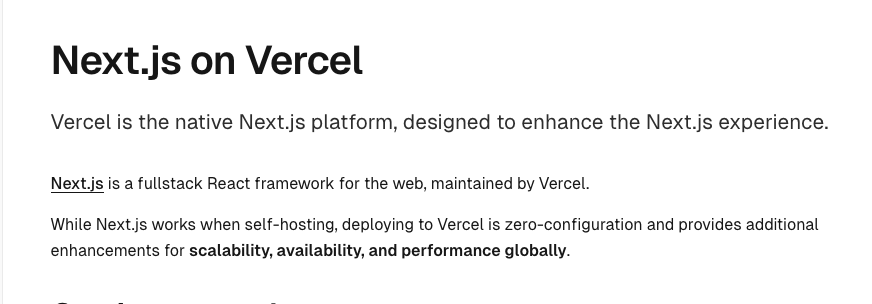 Next.js on Vercel
Vercel is the native Next.js platform, designed to enhance the Next.js experience.
Next.js is a fullstack React framework for the web, maintained by Vercel.
While Next.js works when self-hosting, deploying to Vercel is zero-configuration and provides additional
enhancements for scalability, availability, and performance globally.